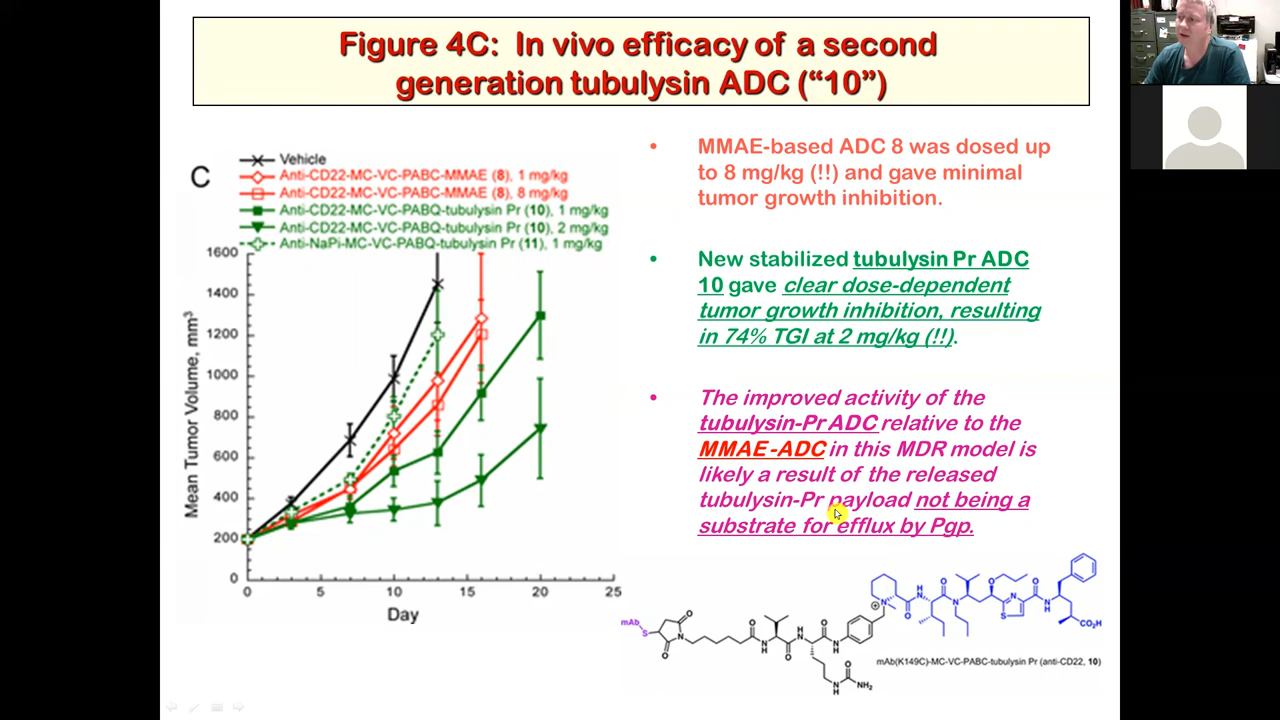 Figure 4C: In vivo efficacy of a second
generation tubulysin ADC (“10”)
C
Vehicle
Anti-CD22-MC-VC-PABC-MMAE (8), 1 mg/kg
Anti-CD22-MC-VC-PABC-MMAE (8), 8 mg/kg
Anti-CD22-MC-VC-PABQ-tubulysin Pr (10), 1 mg/kg
Anti-CD22-MC-VC-PABQ-tubulysin Pr (10), 2 mg/kg
Anti-NaPi-MC-VC-PABQ-tubulysin Pr (11), 1 mg/kg
Mean Tumor Volume, mm³
1600
1400
1200
1000
800
600
400
200
0
0 5 10 15 20 25
Day
• MMAE-based ADC 8 was dosed up
to 8 mg/kg (!!) and gave minimal
tumor growth inhibition.
• New stabilized tubulysin Pr ADC
10 gave clear dose-dependent
tumor growth inhibition, resulting
in 74% TGI at 2 mg/kg (!!).
• The improved activity of the
tubulysin-Pr ADC relative to the
MMAE-ADC in this MDR model is
likely a result of the released
tubulysin-Pr payload not being a
substrate for efflux by Pgp.
mAb
S
O
O
N
O
N
H
O
H
N
O
N
H
N
H
O
NH₂
N
⊕
O
H
N
O
N
O
N
S
O
N
H
CO₂H
mAb(K149C)-MC-VC-PABC-tubulysin Pr (anti-CD22, 10)